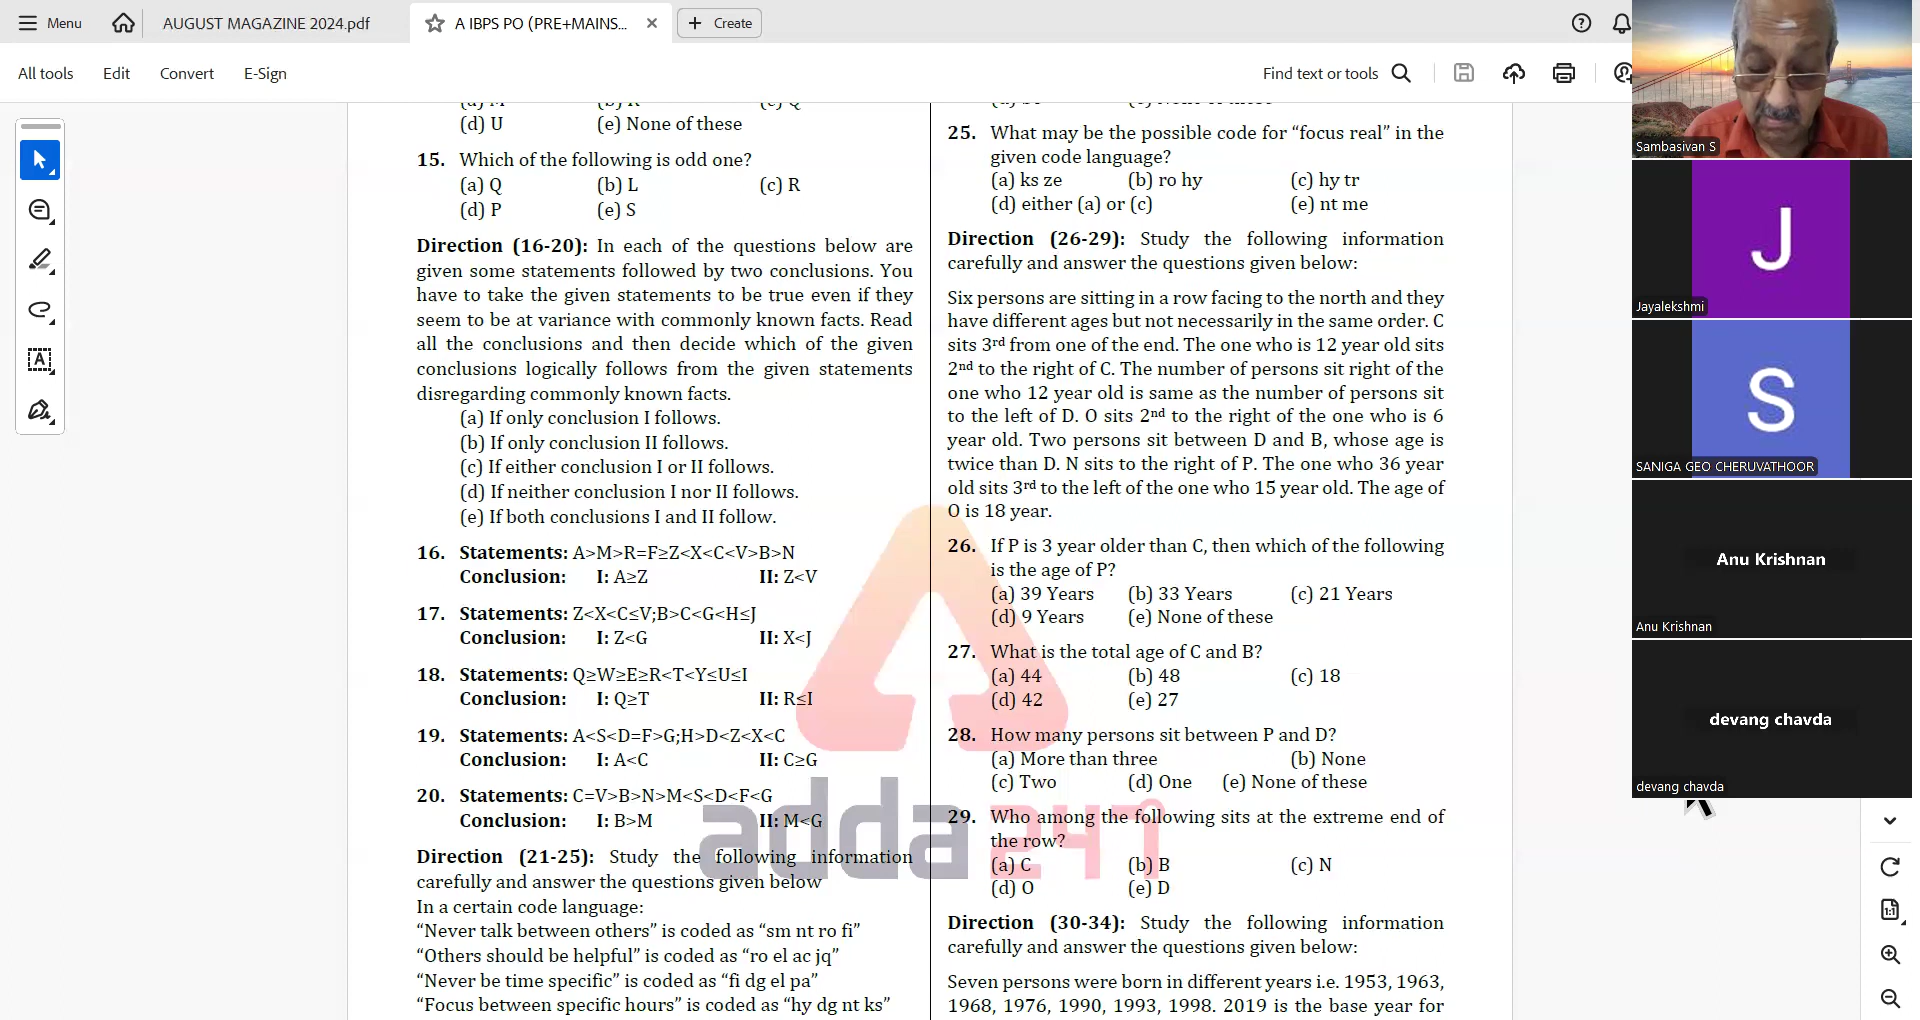 Menu
AUGUST MAGAZINE 2024.pdf
A IBPS PO (PRE+MAINS...
Create
All tools
Edit
Convert
E-Sign
Find text or tools
(d) U (e) None of these
15. Which of the following is odd one?
(a) Q (b) L (c) R
(d) P (e) S
Direction (16-20): In each of the questions below are
given some statements followed by two conclusions. You
have to take the given statements to be true even if they
seem to be at variance with commonly known facts. Read
all the conclusions and then decide which of the given
conclusions logically follows from the given statements
disregarding commonly known facts.
(a) If only conclusion I follows.
(b) If only conclusion II follows.
(c) If either conclusion I or II follows.
(d) If neither conclusion I nor II follows.
(e) If both conclusions I and II follow.
16. Statements: A>M>R=F≥Z<X<C<V>B>N
Conclusion: I: A≥Z II: Z<V
17. Statements: Z<X<C≤V;B>C<G<H≤J
Conclusion: I: Z<G II: X<J
18. Statements: Q≥W≥E≥R<T<Y≤U≤I
Conclusion: I: Q≥T II: R≤I
19. Statements: A<S<D=F>G;H>D<Z<X<C
Conclusion: I: A<C II: C≥G
20. Statements: C=V>B>N>M<S<D<F<G
Conclusion: I: B>M II: M<G
Direction (21-25): Study the following information
carefully and answer the questions given below
In a certain code language:
“Never talk between others” is coded as “sm nt ro fi”
“Others should be helpful” is coded as “ro el ac jq”
“Never be time specific” is coded as “fi dg el pa”
“Focus between specific hours” is coded as “hy dg nt ks”
25. What may be the possible code for “focus real” in the
given code language?
(a) ks ze (b) ro hy (c) hy tr
(d) either (a) or (c) (e) nt me
Direction (26-29): Study the following information
carefully and answer the questions given below:
Six persons are sitting in a row facing to the north and they
have different ages but not necessarily in the same order. C
sits 3rd from one of the end. The one who is 12 year old sits
2nd to the right of C. The number of persons sit right of the
one who 12 year old is same as the number of persons sit
to the left of D. O sits 2nd to the right of the one who is 6
year old. Two persons sit between D and B, whose age is
twice than D. N sits to the right of P. The one who 36 year
old sits 3rd to the left of the one who 15 year old. The age of
O is 18 year.
26. If P is 3 year older than C, then which of the following
is the age of P?
(a) 39 Years (b) 33 Years (c) 21 Years
(d) 9 Years (e) None of these
27. What is the total age of C and B?
(a) 44 (b) 48 (c) 18
(d) 42 (e) 27
28. How many persons sit between P and D?
(a) More than three (b) None
(c) Two (d) One (e) None of these
29. Who among the following sits at the extreme end of
the row?
(a) C (b) B (c) N
(d) O (e) D
Direction (30-34): Study the following information
carefully and answer the questions given below:
Seven persons were born in different years i.e. 1953, 1963,
1968, 1976, 1990, 1993, 1998. 2019 is the base year for
adda 247
Sambasivan S
J
Jayalekshmi
S
SANIGA GEO CHERUVATHOOR
Anu Krishnan
Anu Krishnan
devang chavda
devang chavda